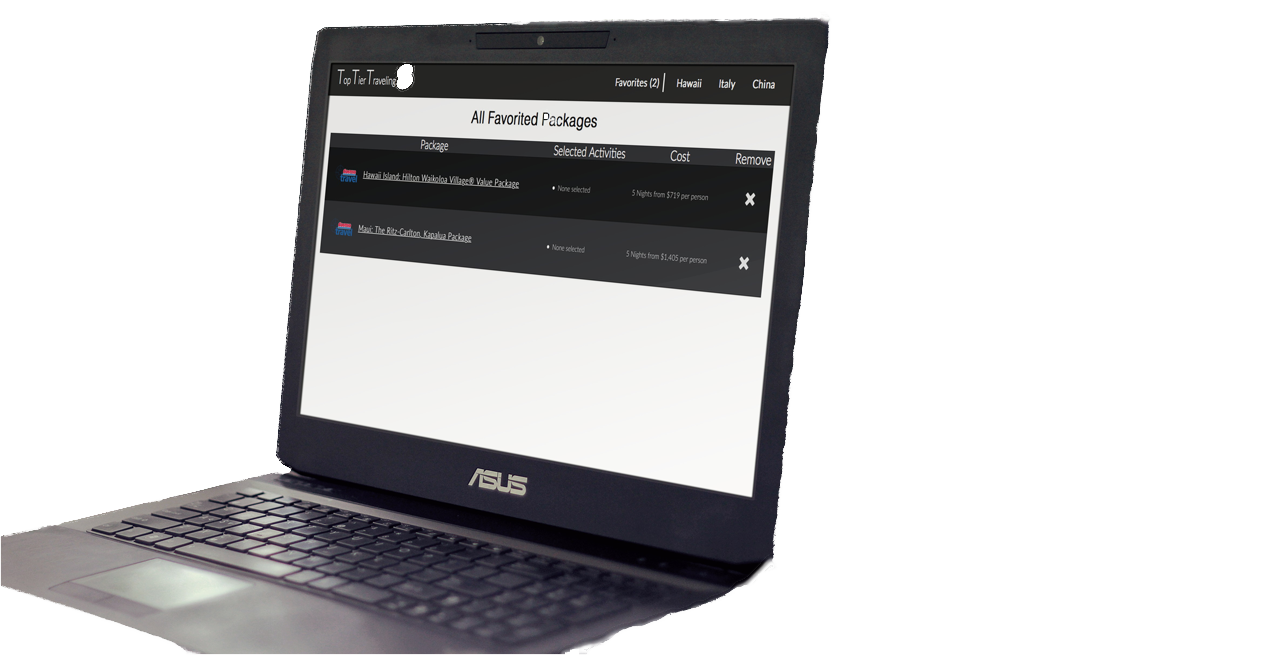 Top Tier Traveling
Favorites (2) Hawaii Italy China
All Favorited Packages
Package Selected Activities Cost Remove
travel Hawaii Island: Hilton Waikoloa Village® Value Package • None selected 5 Nights from $719 per person ✖
travel Maui: The Ritz-Carlton, Kapalua Package • None selected 5 Nights from $1,405 per person ✖
ASUS